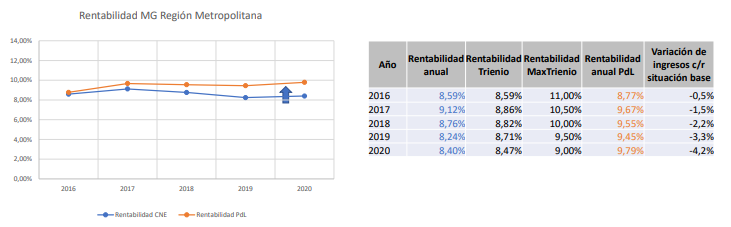 Rentabilidad MG Región Metropolitana
14,00%
12,00%
10,00%
8,00%
6,00%
4,00%
2,00%
0,00%
2016 2017 2018 2019 2020
Rentabilidad CNE Rentabilidad PdL
Año Rentabilidad anual Rentabilidad Trienio Rentabilidad MaxTrienio Rentabilidad anual PdL Variación de ingresos c/r situación base
2016 8,59% 8,59% 11,00% 8,77% -0,5%
2017 9,12% 8,86% 10,50% 9,67% -1,5%
2018 8,76% 8,82% 10,00% 9,55% -2,2%
2019 8,24% 8,71% 9,50% 9,45% -3,3%
2020 8,40% 8,47% 9,00% 9,79% -4,2%